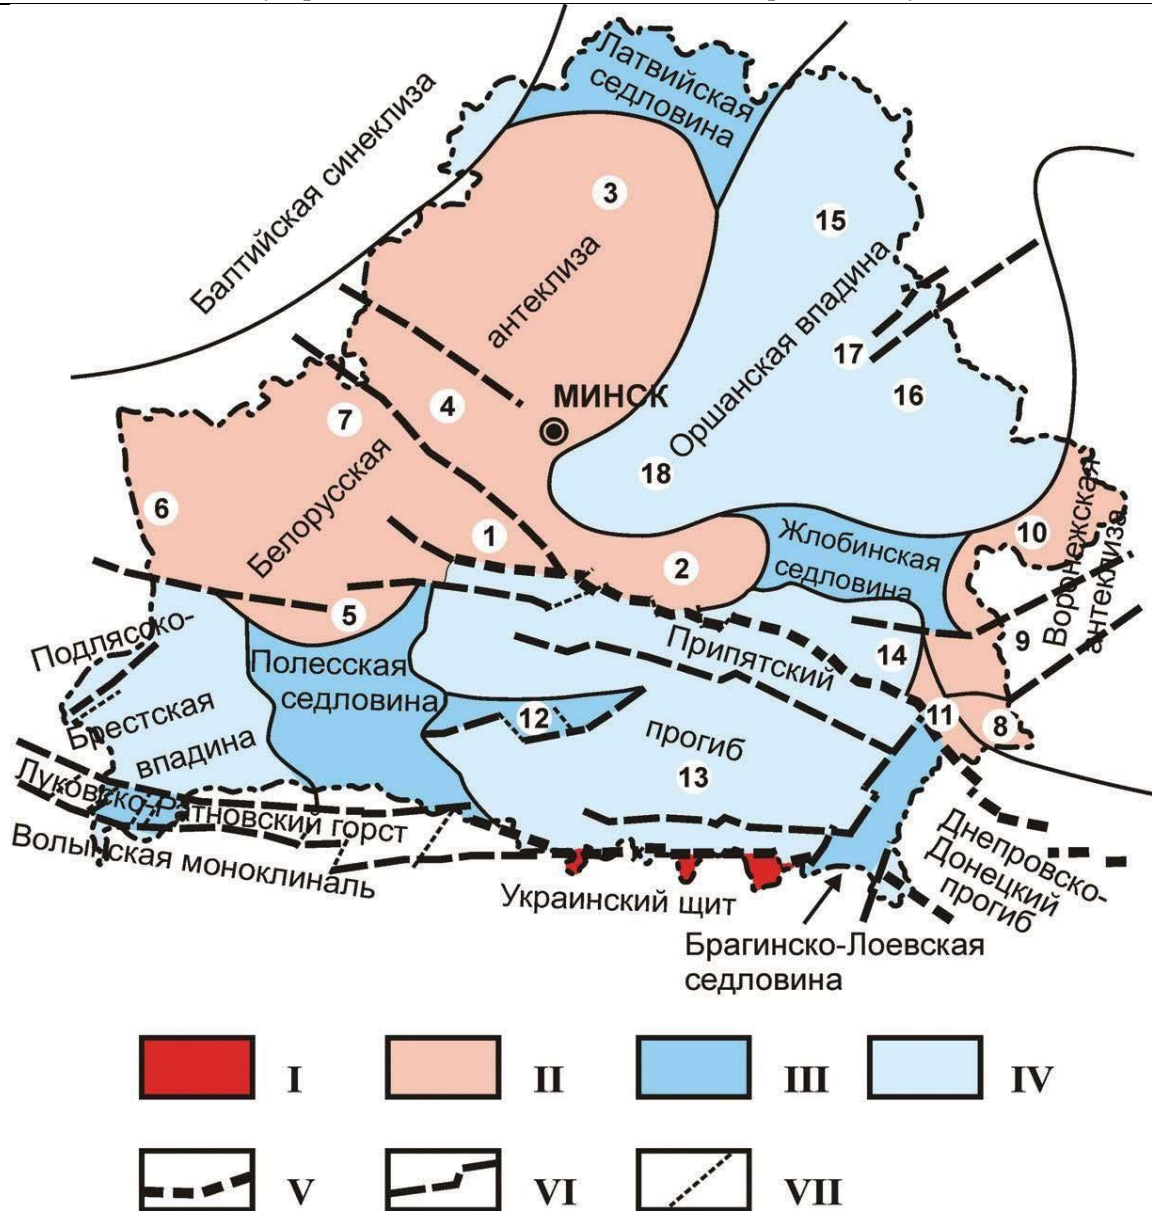 Латвийская
седловина
Балтийская синеклиза
3
15
антеклиза
Оршанская впадина
17
16
4
МИНСК
7
18
6
Белорусская
1
2
Жлобинская
седловина
10
Воронежская
антеклиза
9
5
Подлясско-
Брестская
впадина
Полесская
седловина
Припятский
прогиб
14
12
13
11
8
Луковско-Ратновский горст
Волынская моноклиналь
Украинский щит
Днепровско-
Донецкий
прогиб
Брагинско-Лоевская
седловина
I
II
III
IV
V
VI
VII